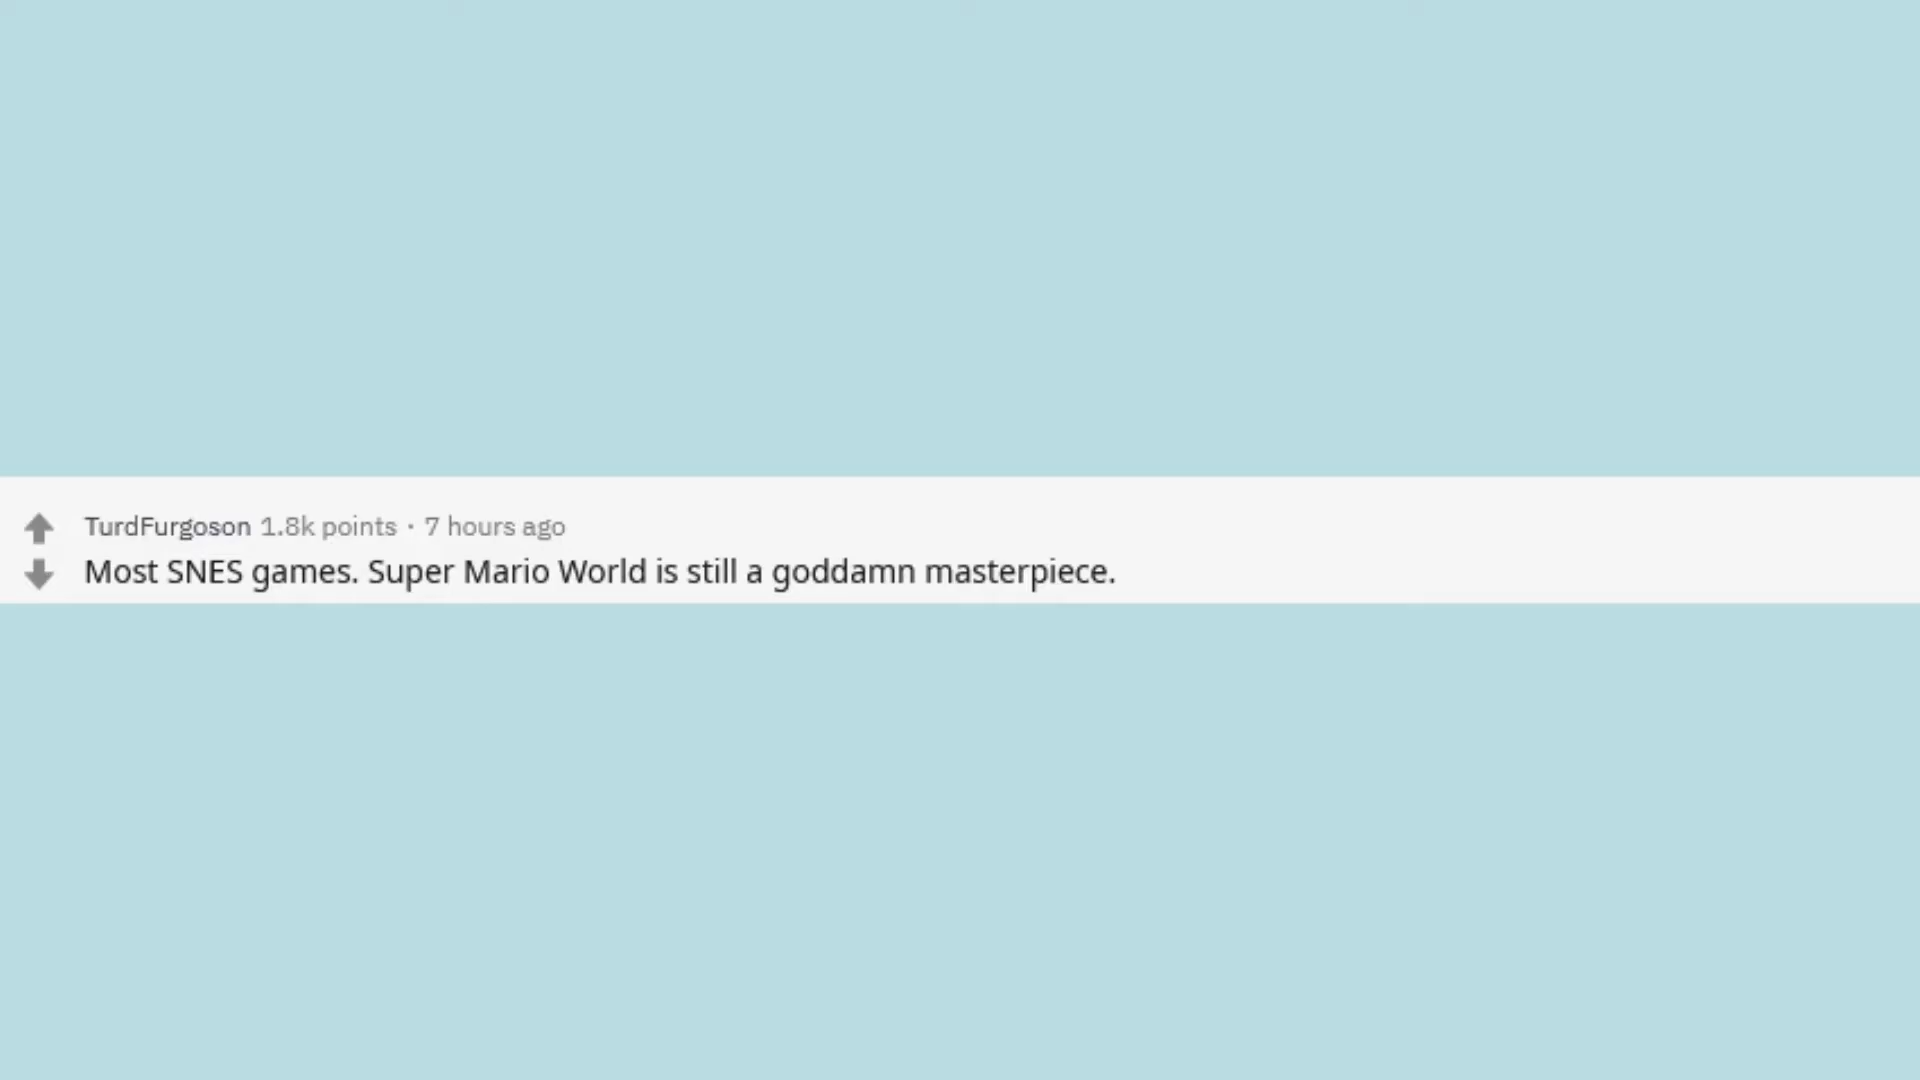 TurdFurgoson 1.8k points · 7 hours ago
Most SNES games. Super Mario World is still a goddamn masterpiece.